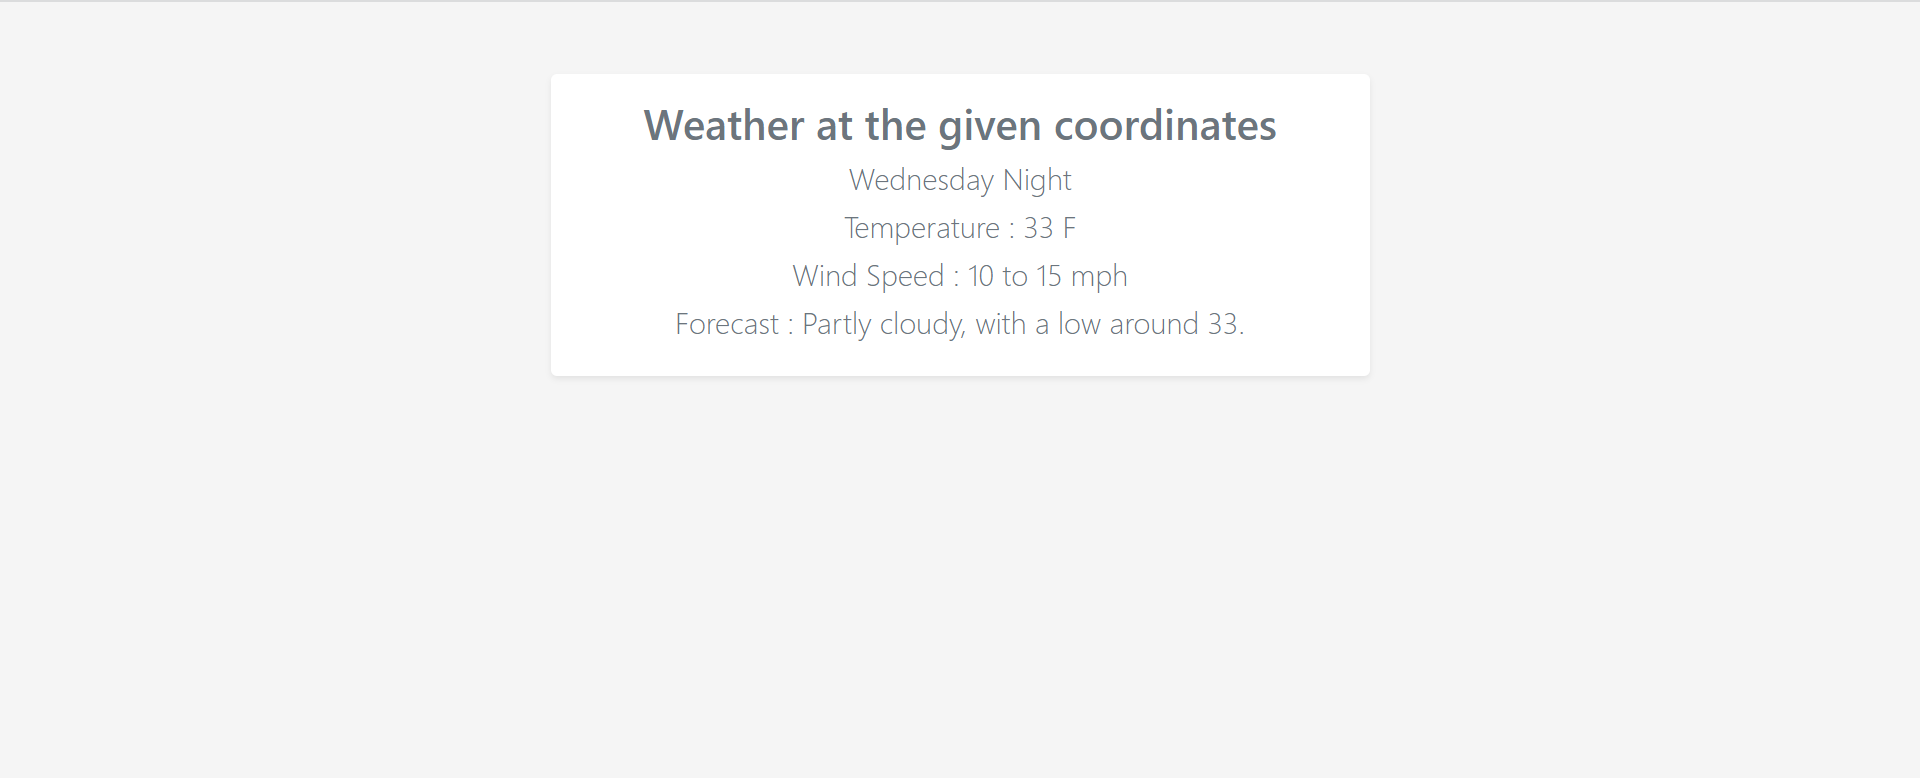 Weather at the given coordinates
Wednesday Night
Temperature : 33 F
Wind Speed : 10 to 15 mph
Forecast : Partly cloudy, with a low around 33.